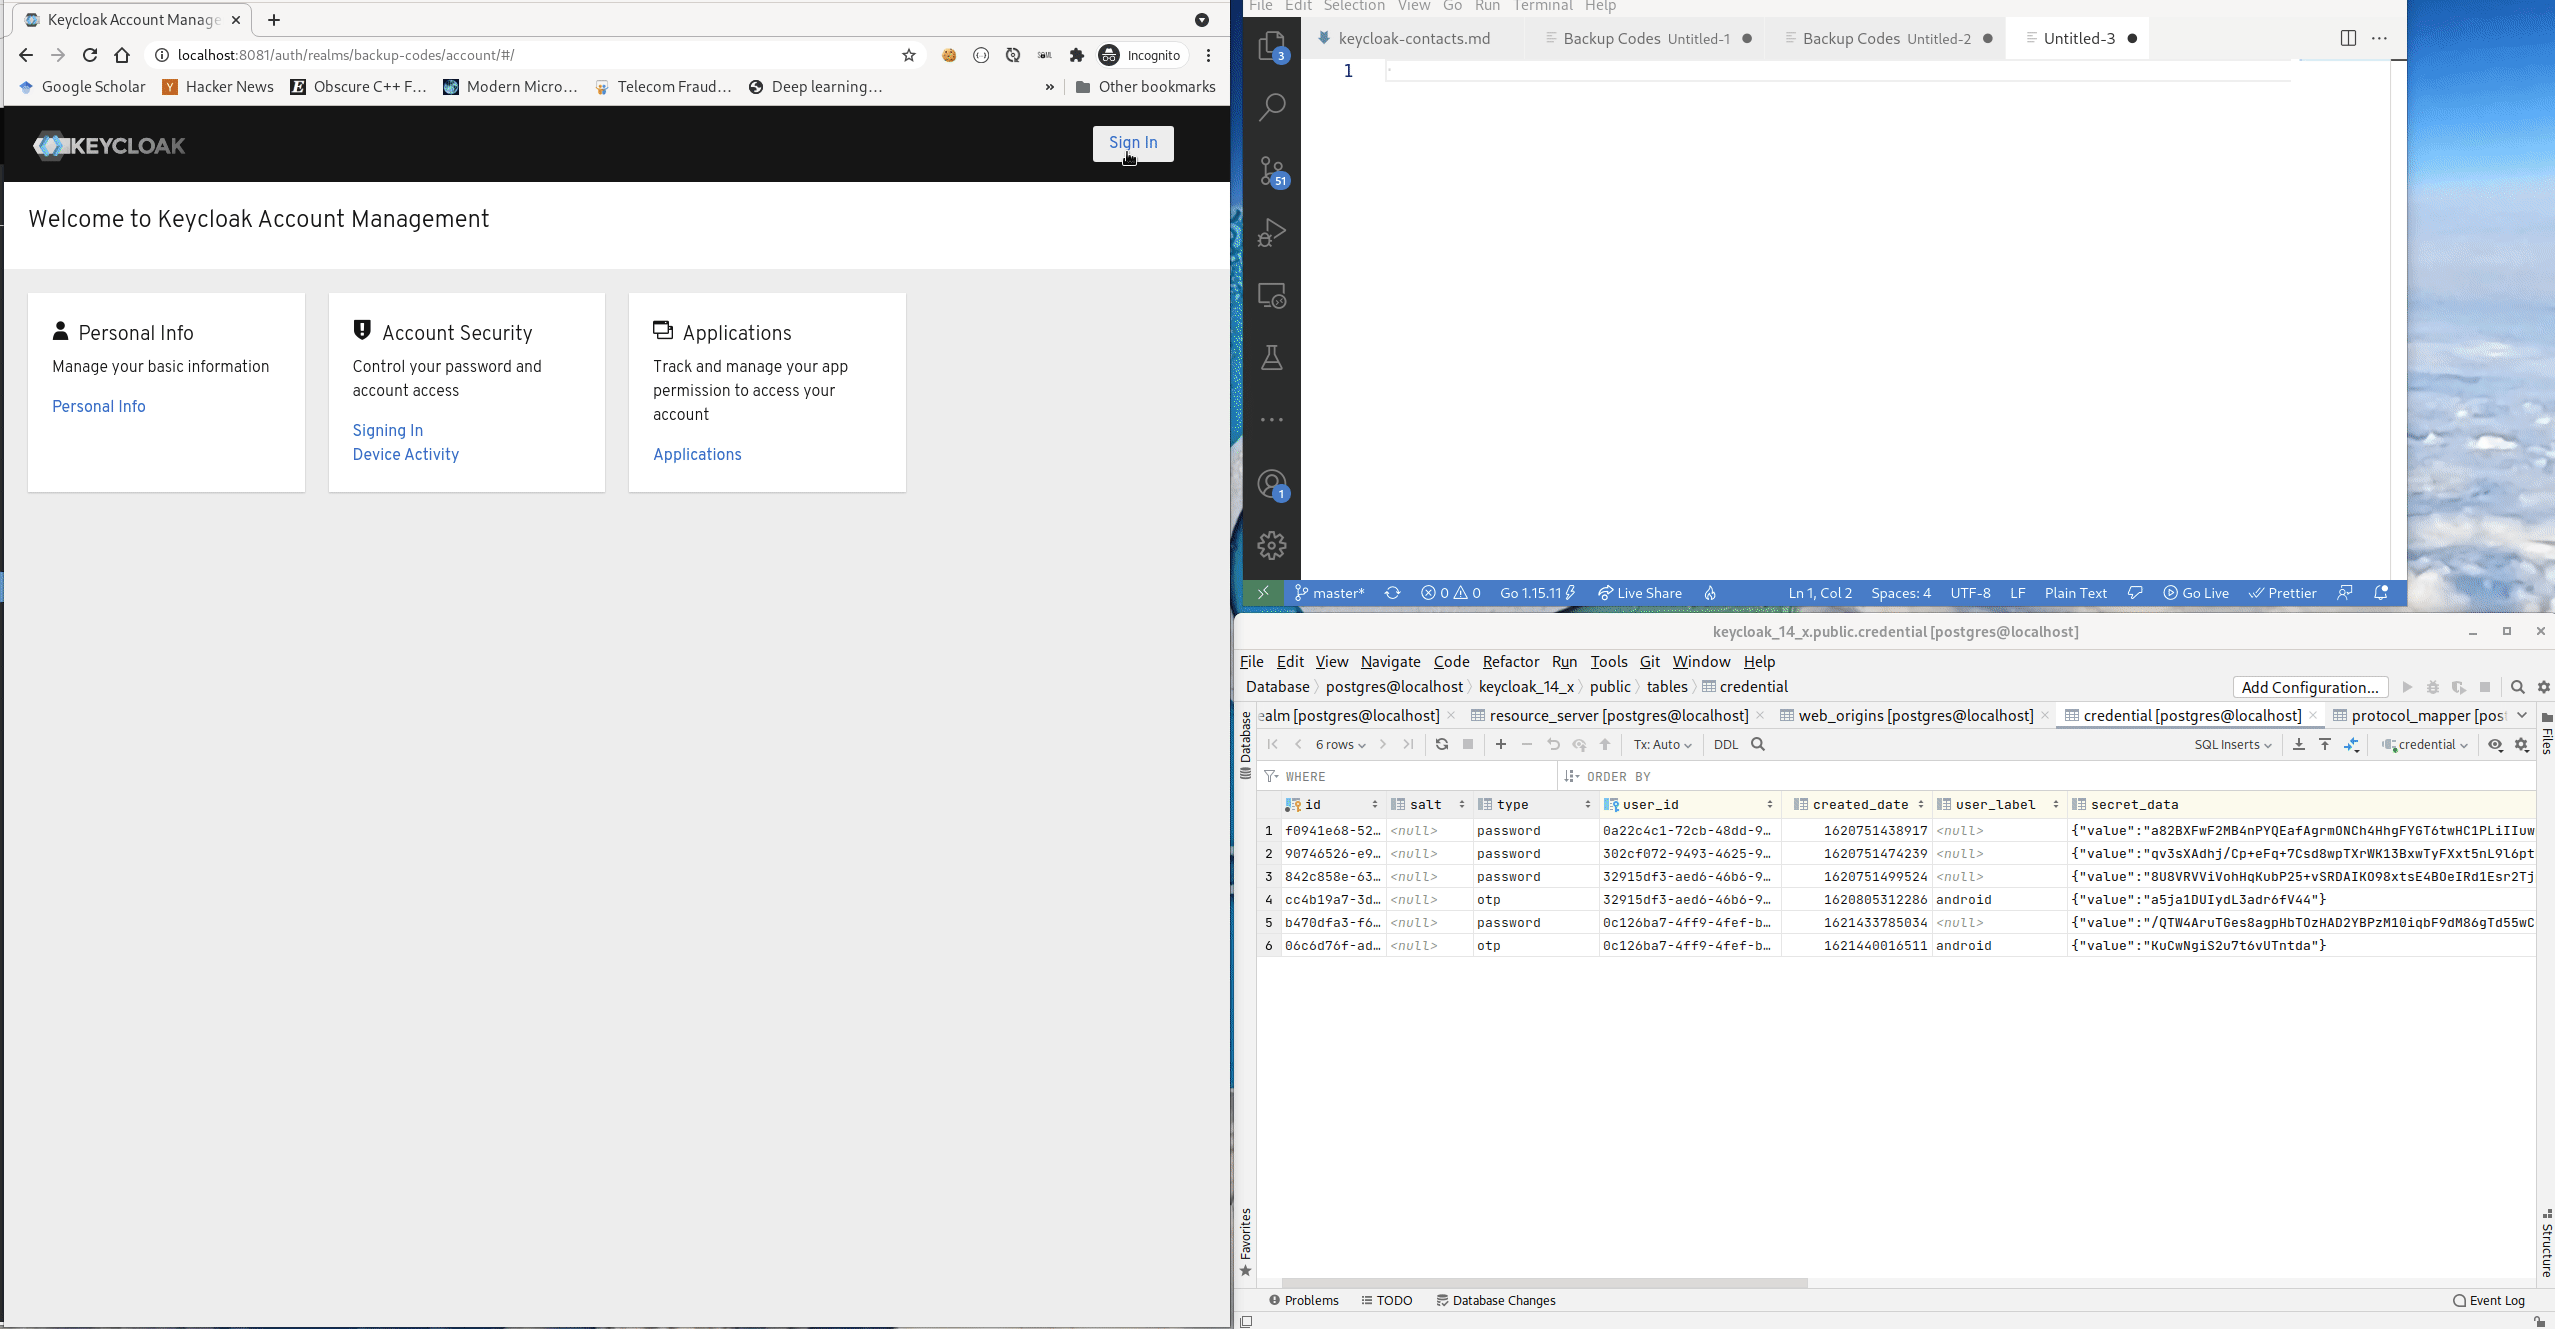 Keycloak Account Manage
localhost:8081/auth/realms/backup-codes/account/#/
Incognito
Google Scholar
Hacker News
Obscure C++ F...
Modern Micro...
Telecom Fraud...
Deep learning...
»
Other bookmarks
KEYCLOAK
Sign In
Welcome to Keycloak Account Management
Personal Info
Manage your basic information
Personal Info
Account Security
Control your password and
account access
Signing In
Device Activity
Applications
Track and manage your app
permission to access your
account
Applications
File Edit Selection View Go Run Terminal Help
keycloak-contacts.md
Backup Codes Untitled-1
Backup Codes Untitled-2
Untitled-3
3
51
1
1
master* 0 0 Go 1.15.11 Live Share Ln 1, Col 2 Spaces: 4 UTF-8 LF Plain Text Go Live Prettier
keycloak_14_x.public.credential [postgres@localhost]
File Edit View Navigate Code Refactor Run Tools Git Window Help
Database postgres@localhost keycloak_14_x public tables credential Add Configuration...
ealm [postgres@localhost] resource_server [postgres@localhost] web_origins [postgres@localhost] credential [postgres@localhost] protocol_mapper [pos
6 rows Tx: Auto DDL SQL Inserts credential
WHERE ORDER BY
id salt type user_id created_date user_label secret_data
1 f0941e68-52… <null> password 0a22c4c1-72cb-48dd-9… 1620751438917 <null> {"value":"a82BXFwF2MB4nPYQEafAgrmONCh4HhgFYGT6twHC1PLiIIuw
2 90746526-e9… <null> password 302cf072-9493-4625-9… 1620751474239 <null> {"value":"qv3sXAdhj/Cp+eFq+7Csd8wpTXrWK13BxwTyFXxt5nL9l6pt
3 842c858e-63… <null> password 32915df3-aed6-46b6-9… 1620751499524 <null> {"value":"8U8VRVViVohHqKubP25+vSRDAIKO98xtsE4BOeIRd1Esr2Tj
4 cc4b19a7-3d… <null> otp 32915df3-aed6-46b6-9… 1620805312286 android {"value":"a5ja1DUIydL3adr6fV44"}
5 b470dfa3-f6… <null> password 0c126ba7-4ff9-4fef-b… 1621433785034 <null> {"value":"/QTW4AruTGes8agpHbTOzHAD2YBPzM10iqbF9dM86gTd55wC
6 06c6d76f-ad… <null> otp 0c126ba7-4ff9-4fef-b… 1621440016511 android {"value":"KuCwNgiS2u7t6vUTntda"}
Database
Favorites
Files
Structure
Problems TODO Database Changes Event Log